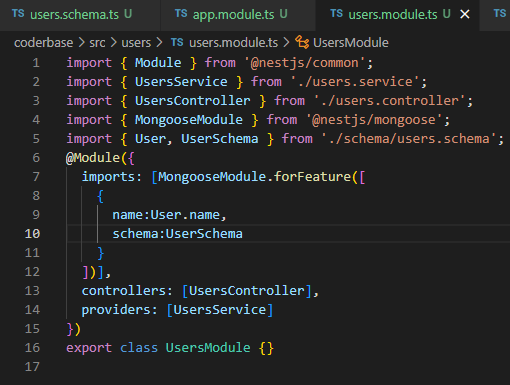 TS users.schema.ts TS app.module.ts TS users.module.ts × TS
coderbase > src > users > TS users.module.ts > UsersModule
1 import { Module } from '@nestjs/common';
2 import { UsersService } from './users.service';
3 import { UsersController } from './users.controller';
4 import { MongooseModule } from '@nestjs/mongoose';
5 import { User, UserSchema } from './schema/users.schema';
6 @Module({
7   imports: [MongooseModule.forFeature([
8     {
9       name:User.name,
10       schema:UserSchema
11     }
12   ])],
13   controllers: [UsersController],
14   providers: [UsersService]
15 })
16 export class UsersModule {}
17